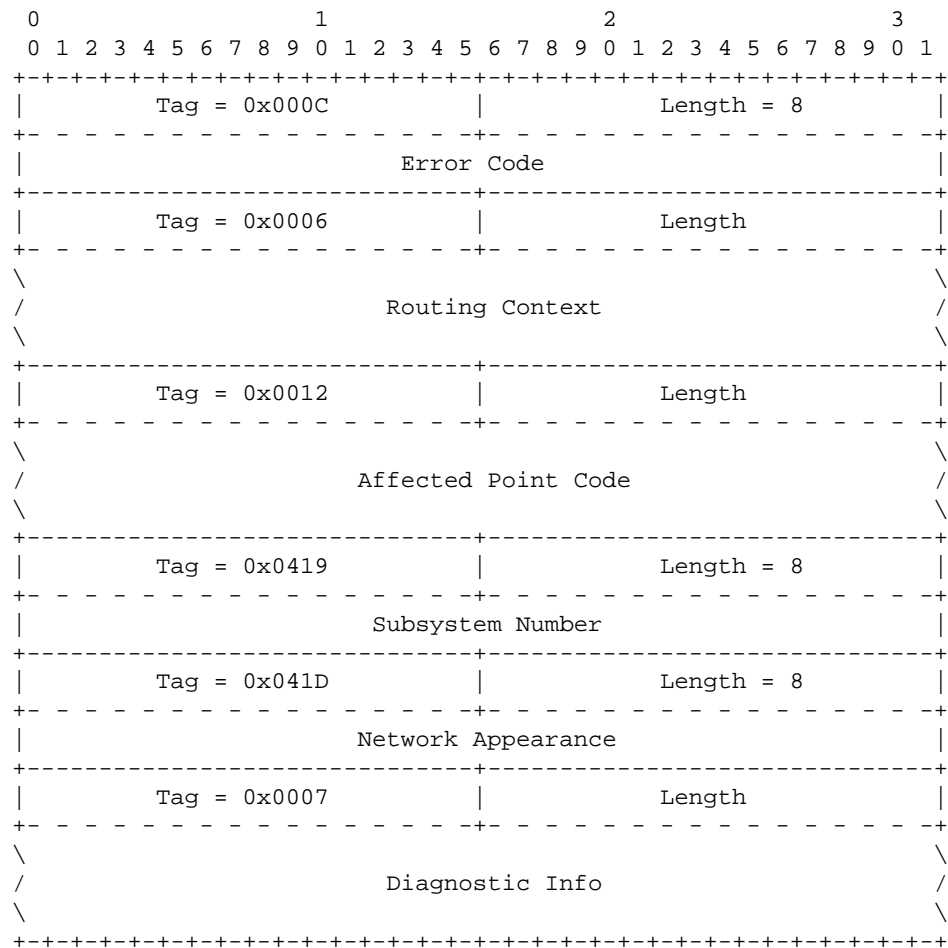 0                   1                   2                   3
 0 1 2 3 4 5 6 7 8 9 0 1 2 3 4 5 6 7 8 9 0 1 2 3 4 5 6 7 8 9 0 1
+-+-+-+-+-+-+-+-+-+-+-+-+-+-+-+-+-+-+-+-+-+-+-+-+-+-+-+-+-+-+-+-+
|         Tag = 0x000C          |            Length = 8         |
+- - - - - - - - - - - - - - - -+- - - - - - - - - - - - - - - -+
|                          Error Code                           |
+-------------------------------+-------------------------------+
|         Tag = 0x0006          |            Length             |
+- - - - - - - - - - - - - - - -+- - - - - - - - - - - - - - - -+
\                                                               \
/                         Routing Context                       /
\                                                               \
+-------------------------------+-------------------------------+
|         Tag = 0x0012          |            Length             |
+- - - - - - - - - - - - - - - -+- - - - - - - - - - - - - - - -+
\                                                               \
/                       Affected Point Code                     /
\                                                               \
+-------------------------------+-------------------------------+
|         Tag = 0x0419          |            Length = 8         |
+- - - - - - - - - - - - - - - -+- - - - - - - - - - - - - - - -+
|                        Subsystem Number                       |
+-------------------------------+-------------------------------+
|         Tag = 0x041D          |            Length = 8         |
+- - - - - - - - - - - - - - - -+- - - - - - - - - - - - - - - -+
|                       Network Appearance                      |
+-------------------------------+-------------------------------+
|         Tag = 0x0007          |            Length             |
+- - - - - - - - - - - - - - - -+- - - - - - - - - - - - - - - -+
\                                                               \
/                         Diagnostic Info                       /
\                                                               \
+-+-+-+-+-+-+-+-+-+-+-+-+-+-+-+-+-+-+-+-+-+-+-+-+-+-+-+-+-+-+-+-+